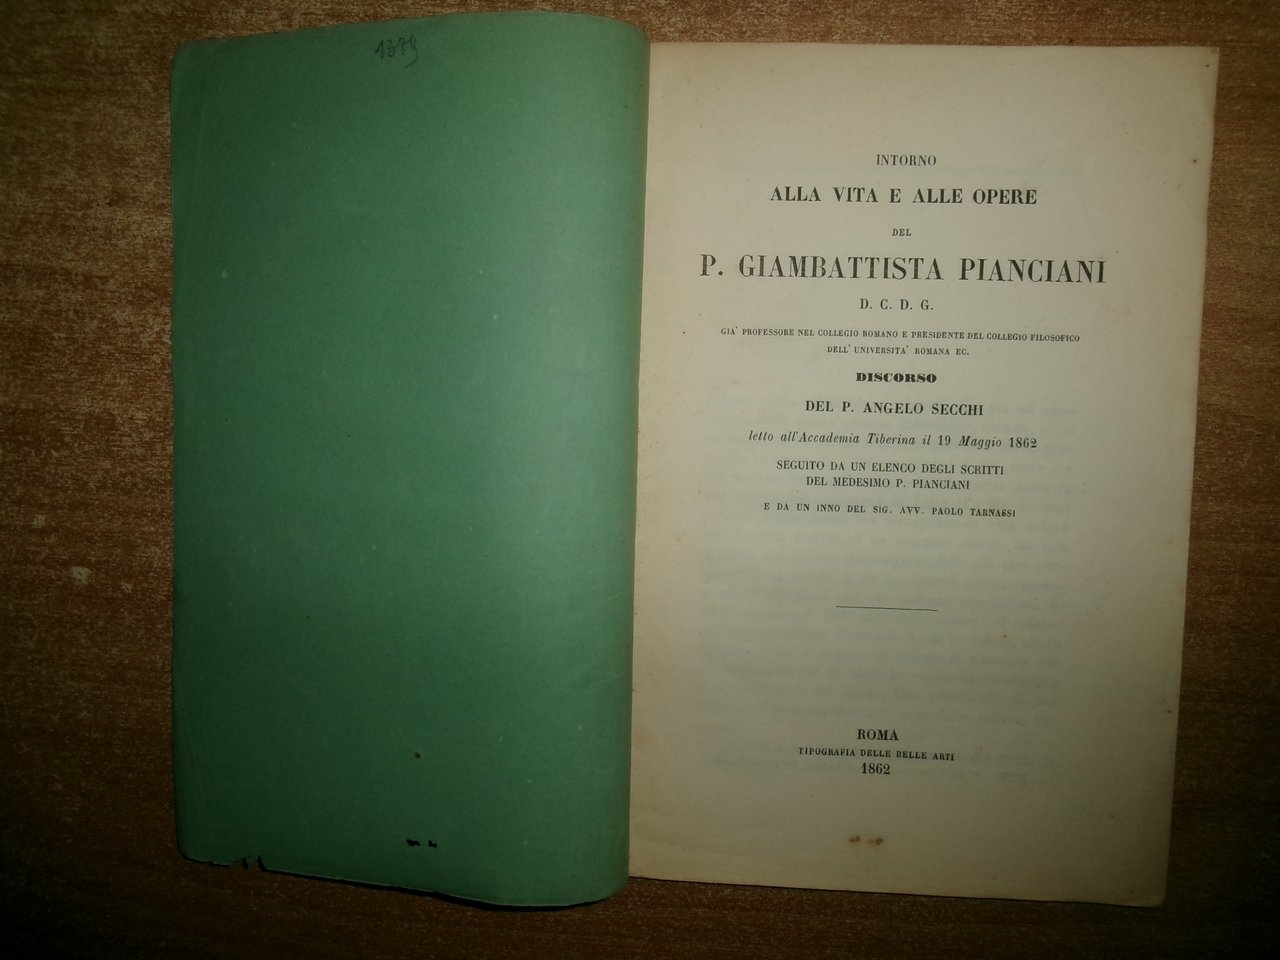 1379
INTORNO
ALLA VITA E ALLE OPERE
DEL
P. GIAMBATTISTA PIANCIANI
D. C. D. G.
GIA' PROFESSORE NEL COLLEGIO ROMANO E PRESIDENTE DEL COLLEGIO FILOSOFICO
DELL' UNIVERSITA' ROMANA EC.
DISCORSO
DEL P. ANGELO SECCHI
letto all'Accademia Tiberina il 19 Maggio 1862
SEGUITO DA UN ELENCO DEGLI SCRITTI
DEL MEDESIMO P. PIANCIANI
E DA UN INNO DEL SIG. AVV. PAOLO TARNASSI
ROMA
TIPOGRAFIA DELLE BELLE ARTI
1862